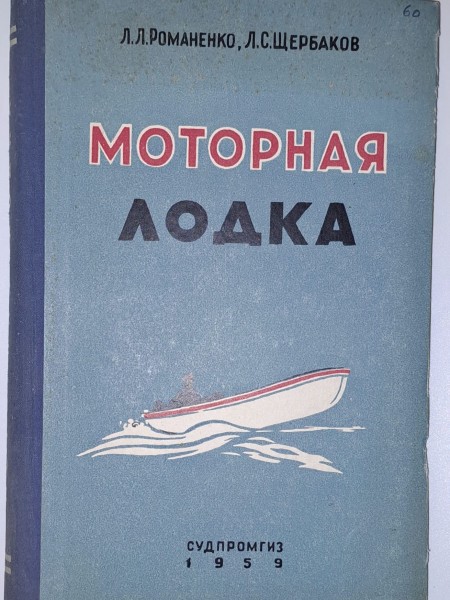 60
Л.Л.РОМАНЕНКО, Л.С.ЩЕРБАКОВ
МОТОРНАЯ
ЛОДКА
СУДПРОМГИЗ
1959